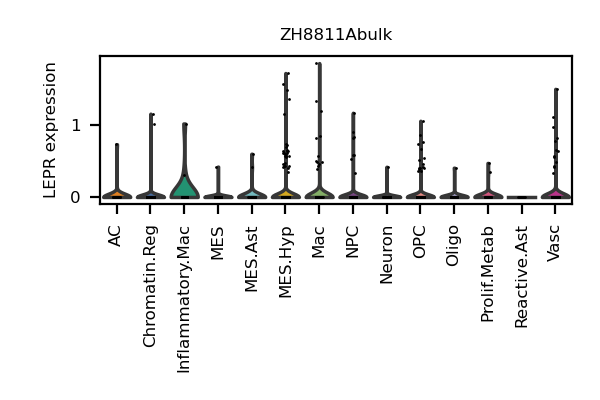 ZH8811Abulk
LEPR expression
1
0
AC
Chromatin.Reg
Inflammatory.Mac
MES
MES.Ast
MES.Hyp
Mac
NPC
Neuron
OPC
Oligo
Prolif.Metab
Reactive.Ast
Vasc